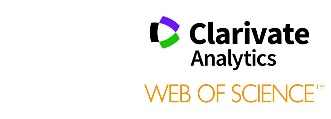 Clarivate
Analytics
WEB OF SCIENCE™